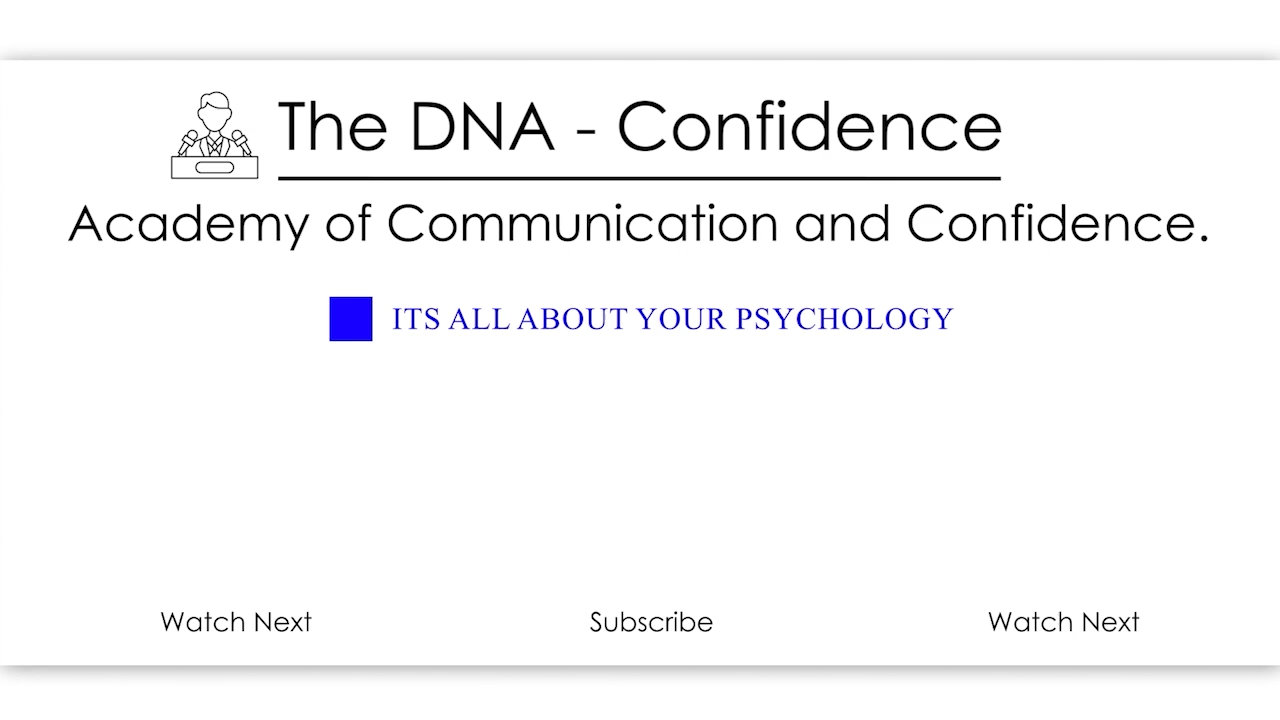 The DNA - Confidence
Academy of Communication and Confidence.
ITS ALL ABOUT YOUR PSYCHOLOGY
Watch Next
Subscribe
Watch Next